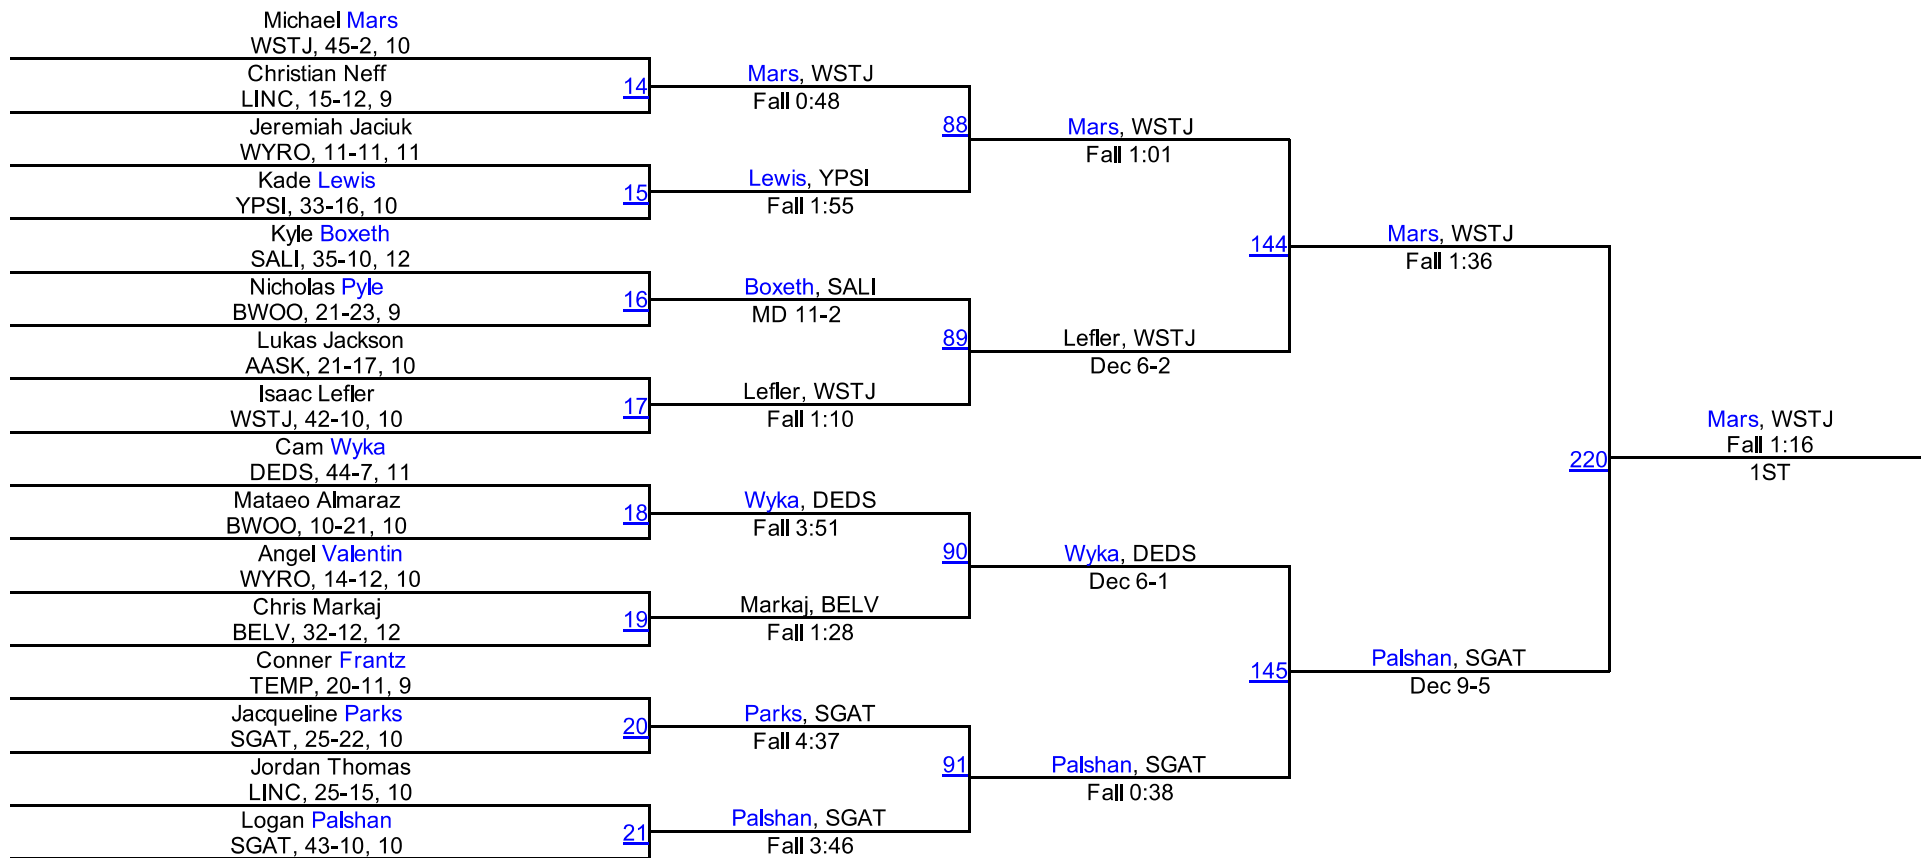 Michael Mars
WSTJ, 45-2, 10
Christian Neff
LINC, 15-12, 9
14
Mars, WSTJ
Fall 0:48
Jeremiah Jaciuk
WYRO, 11-11, 11
Kade Lewis
YPSI, 33-16, 10
15
Lewis, YPSI
Fall 1:55
88
Mars, WSTJ
Fall 1:01
Kyle Boxeth
SALI, 35-10, 12
Nicholas Pyle
BWOO, 21-23, 9
16
Boxeth, SALI
MD 11-2
Lukas Jackson
AASK, 21-17, 10
Isaac Lefler
WSTJ, 42-10, 10
17
Lefler, WSTJ
Fall 1:10
89
Lefler, WSTJ
Dec 6-2
144
Mars, WSTJ
Fall 1:36
Cam Wyka
DEDS, 44-7, 11
Mataeo Almaraz
BWOO, 10-21, 10
18
Wyka, DEDS
Fall 3:51
Angel Valentin
WYRO, 14-12, 10
Chris Markaj
BELV, 32-12, 12
19
Markaj, BELV
Fall 1:28
90
Wyka, DEDS
Dec 6-1
Conner Frantz
TEMP, 20-11, 9
Jacqueline Parks
SGAT, 25-22, 10
20
Parks, SGAT
Fall 4:37
Jordan Thomas
LINC, 25-15, 10
Logan Palshan
SGAT, 43-10, 10
21
Palshan, SGAT
Fall 3:46
91
Palshan, SGAT
Fall 0:38
145
Palshan, SGAT
Dec 9-5
220
Mars, WSTJ
Fall 1:16
1ST